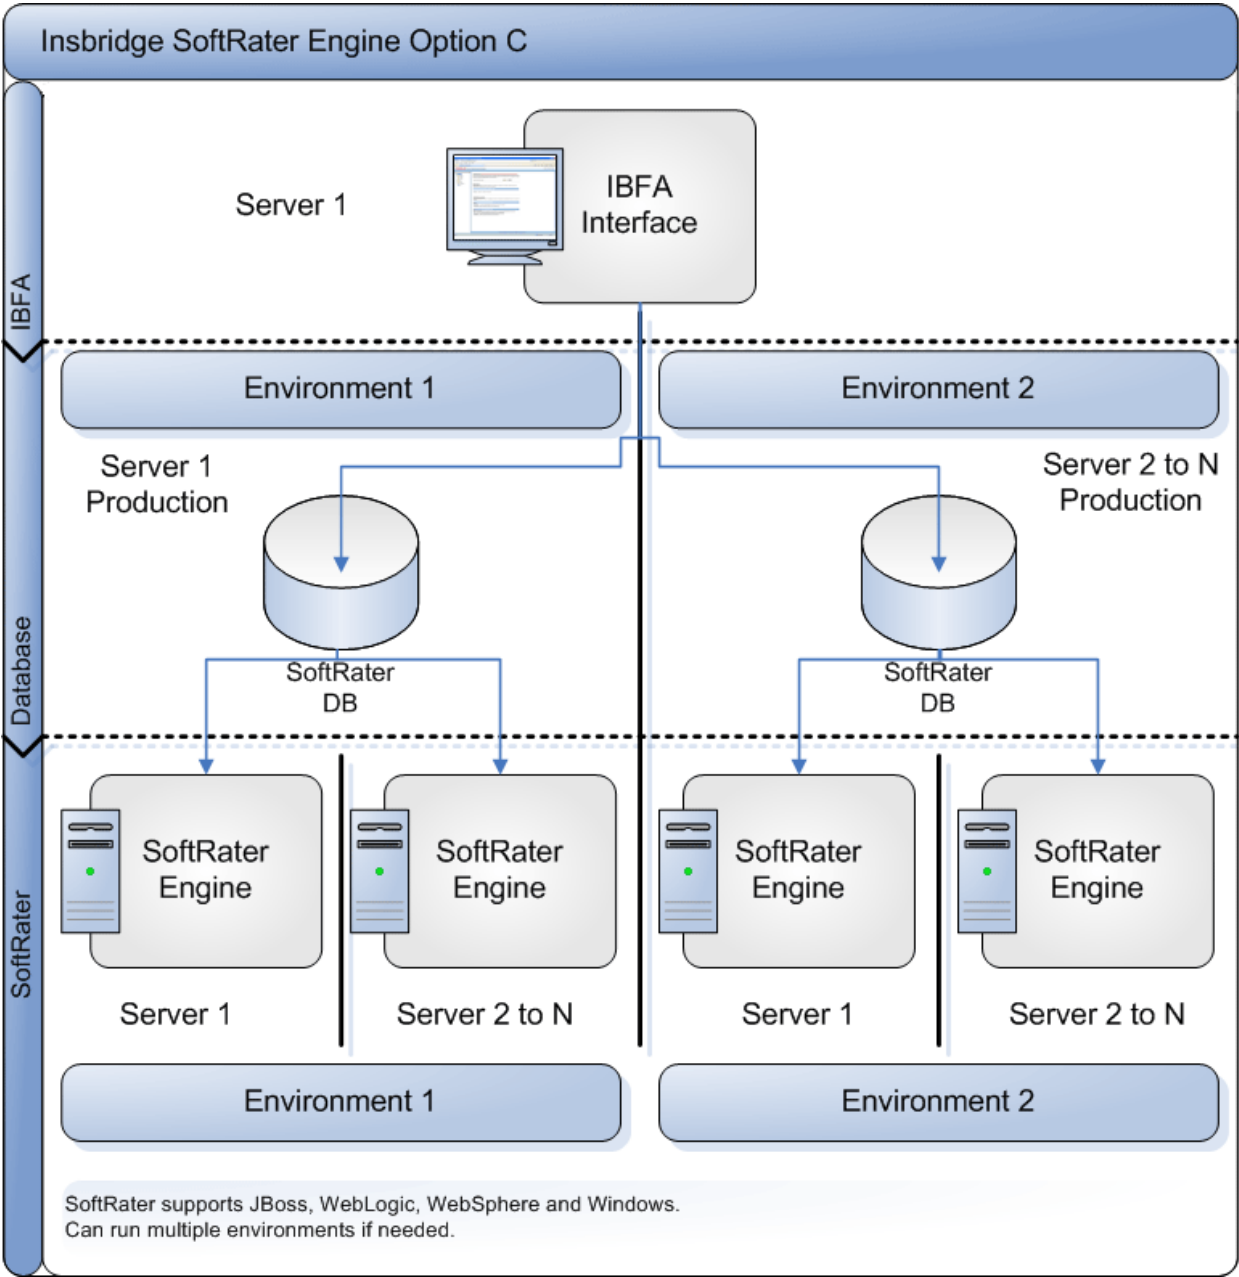 Insbridge SoftRater Engine Option C
IBFA
Server 1
IBFA
Interface
Database
Environment 1
Environment 2
Server 1
Production
Server 2 to N
Production
SoftRater
DB
SoftRater
DB
SoftRater
SoftRater
Engine
SoftRater
Engine
SoftRater
Engine
SoftRater
Engine
Server 1
Server 2 to N
Server 1
Server 2 to N
Environment 1
Environment 2
SoftRater supports JBoss, WebLogic, WebSphere and Windows.
Can run multiple environments if needed.